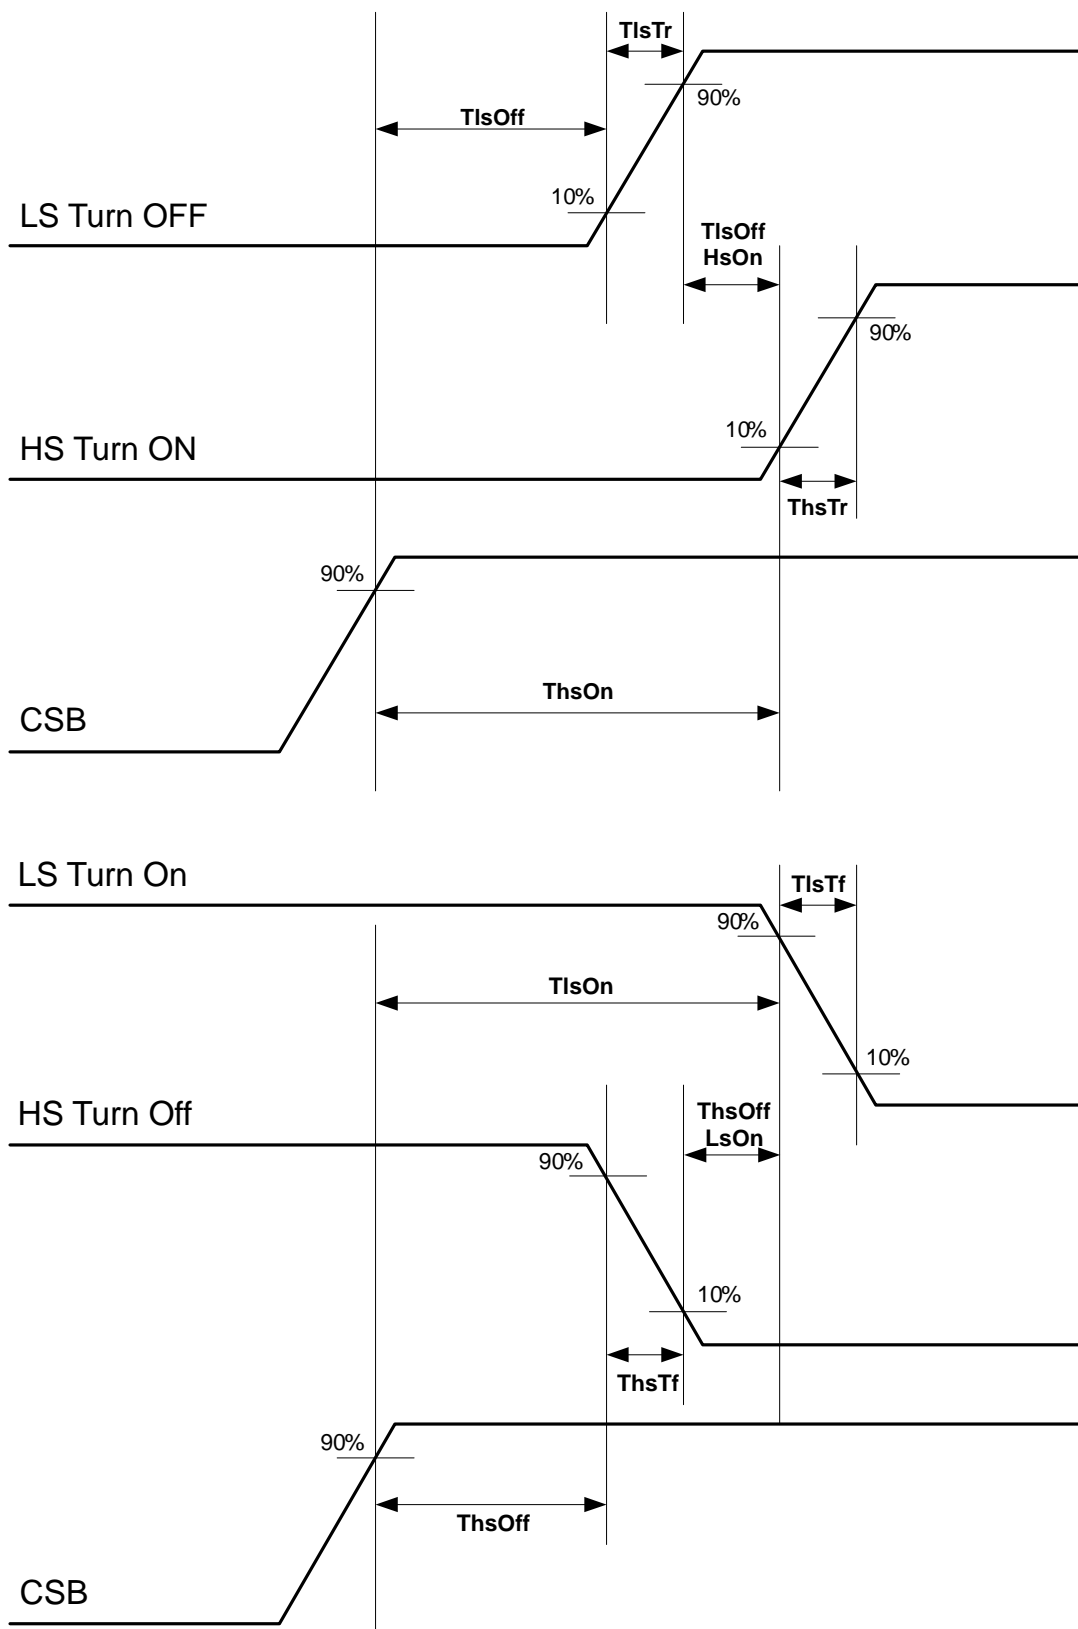 TlsTr
90%
TlsOff
10%
LS Turn OFF
TlsOff
HsOn
90%
10%
HS Turn ON
ThsTr
90%
ThsOn
CSB
LS Turn On
TlsTf
90%
TlsOn
10%
HS Turn Off
ThsOff
LsOn
90%
10%
ThsTf
90%
ThsOff
CSB